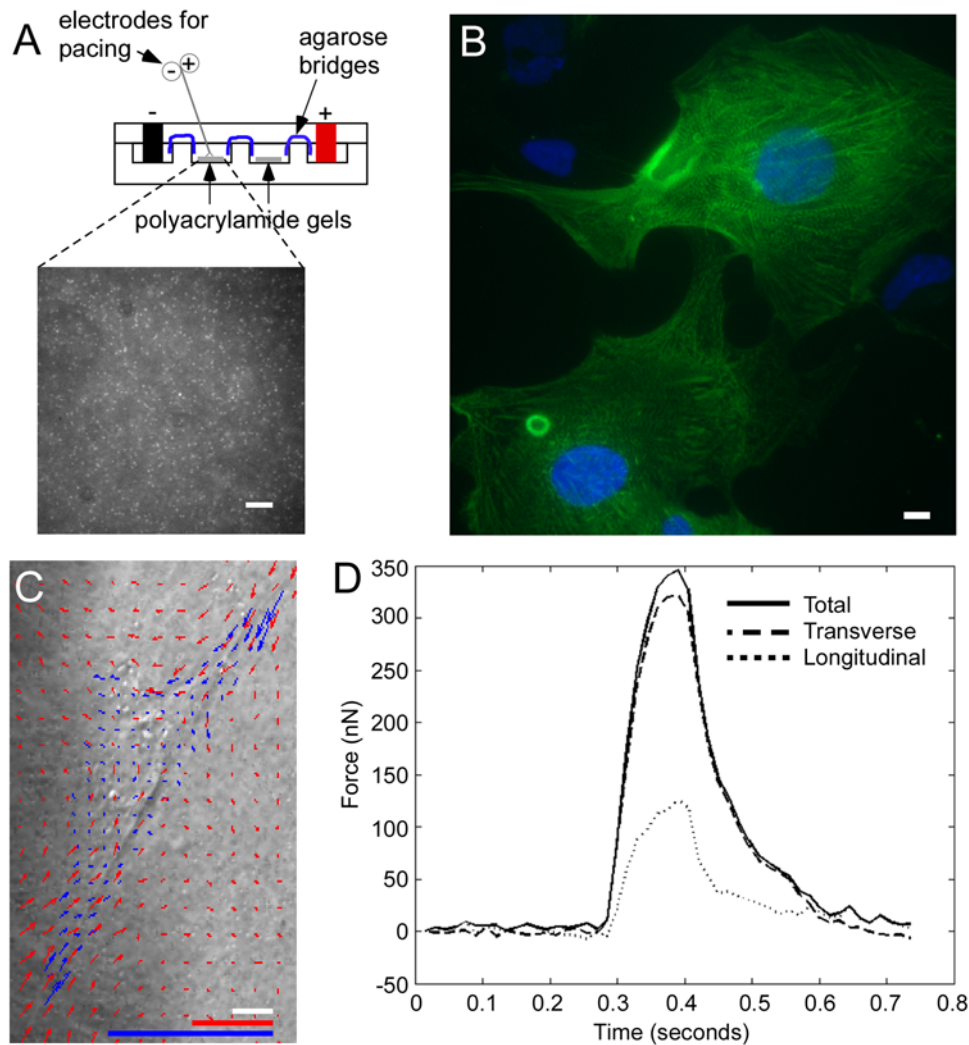 A
electrodes for
pacing
- +
agarose
bridges
- +
polyacrylamide gels
B
C
D
Force (nN)
350
300
250
200
150
100
50
0
-50
Total
Transverse
Longitudinal
0 0.1 0.2 0.3 0.4 0.5 0.6 0.7 0.8
Time (seconds)